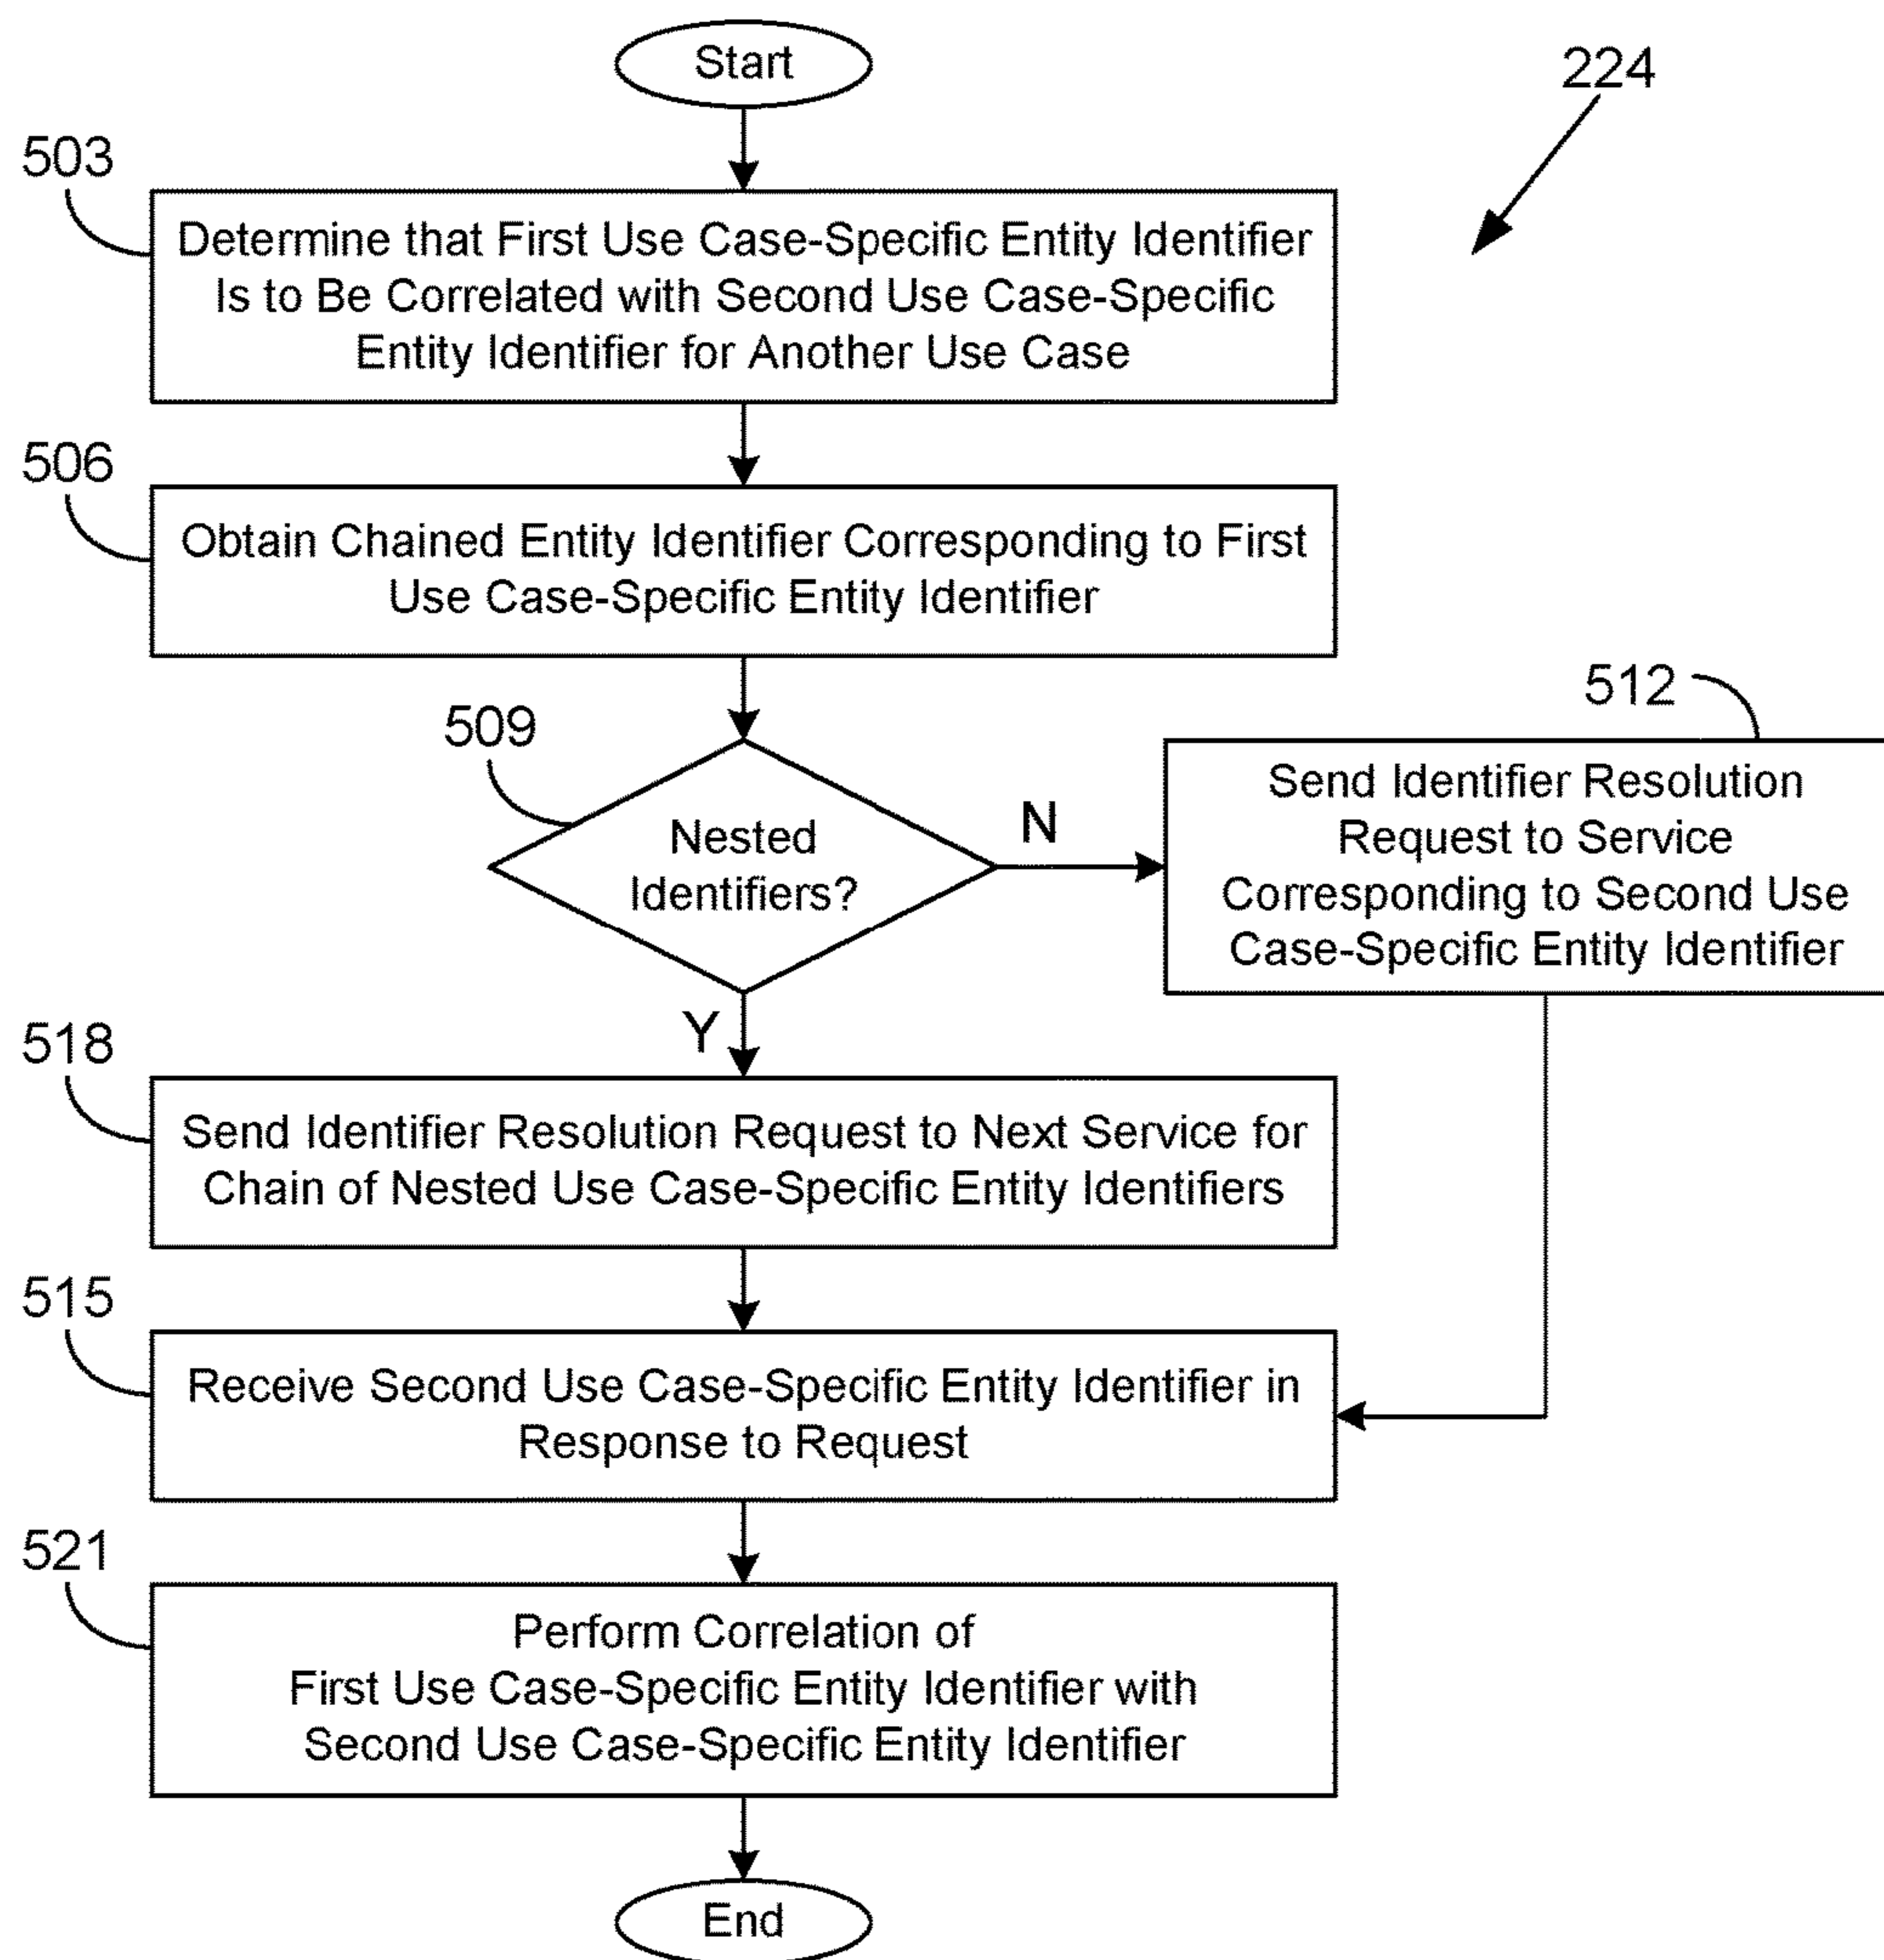 Start
224
503
Determine that First Use Case-Specific Entity Identifier
Is to Be Correlated with Second Use Case-Specific
Entity Identifier for Another Use Case
506
Obtain Chained Entity Identifier Corresponding to First
Use Case-Specific Entity Identifier
509
Nested
Identifiers?
N
512
Send Identifier Resolution
Request to Service
Corresponding to Second Use
Case-Specific Entity Identifier
Y
518
Send Identifier Resolution Request to Next Service for
Chain of Nested Use Case-Specific Entity Identifiers
515
Receive Second Use Case-Specific Entity Identifier in
Response to Request
521
Perform Correlation of
First Use Case-Specific Entity Identifier with
Second Use Case-Specific Entity Identifier
End